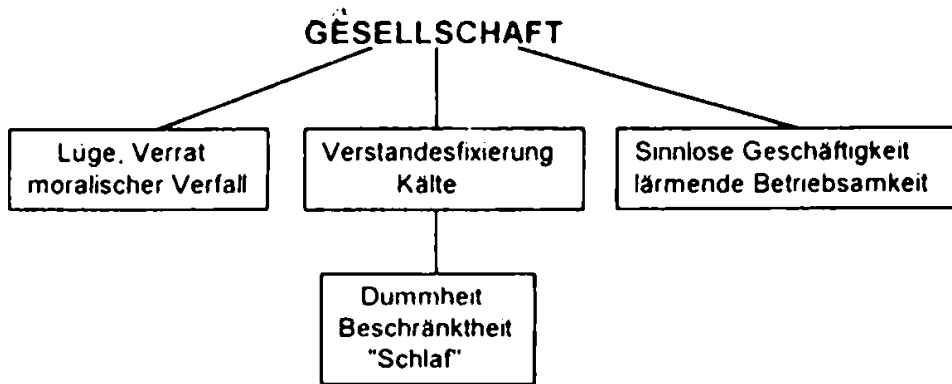 GESELLSCHAFT
Lüge, Verrat
moralischer Verfall
Verstandesfixierung
Kälte
Sinnlose Geschäftigkeit
lärmende Betriebsamkeit
Dummheit
Beschränktheit
"Schlaf"